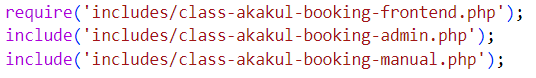 require('includes/class-akakul-booking-frontend.php');
include('includes/class-akakul-booking-admin.php');
include('includes/class-akakul-booking-manual.php');